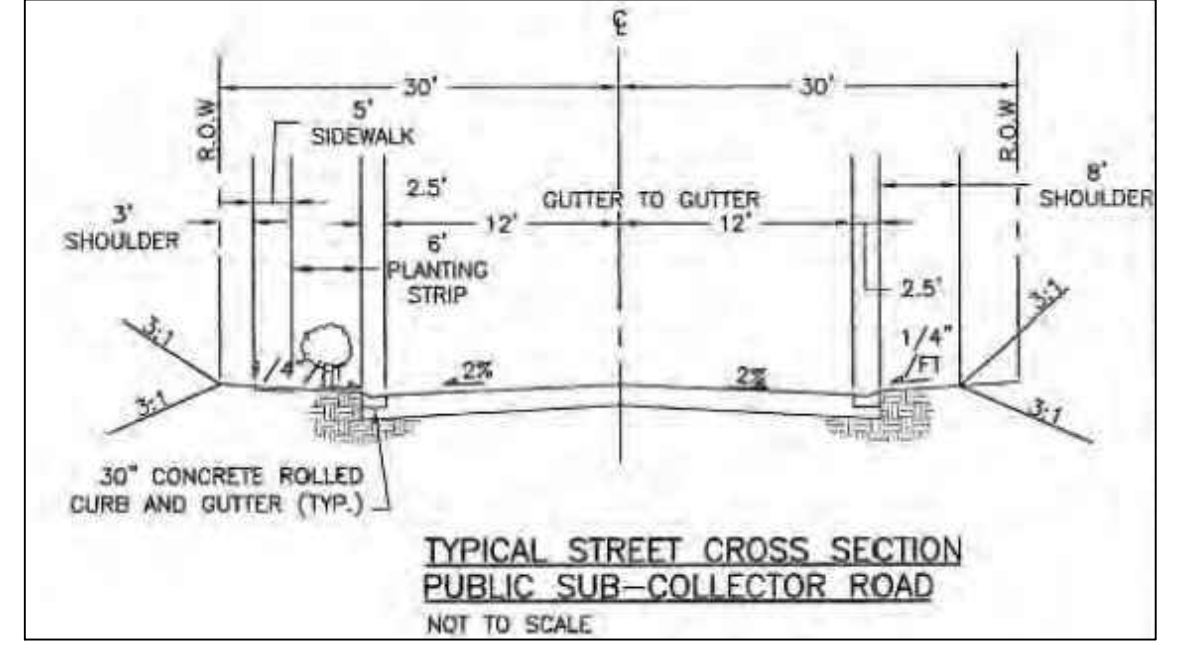 ℄
30'
30'
R.O.W
R.O.W
5'
SIDEWALK
2.5'
GUTTER TO GUTTER
8'
SHOULDER
3'
SHOULDER
12'
12'
6'
PLANTING
STRIP
2.5'
3:1
3:1
1/4"
/FT
1/4
2%
2%
3:1
3:1
30" CONCRETE ROLLED
CURB AND GUTTER (TYP.)
TYPICAL STREET CROSS SECTION
PUBLIC SUB-COLLECTOR ROAD
NOT TO SCALE